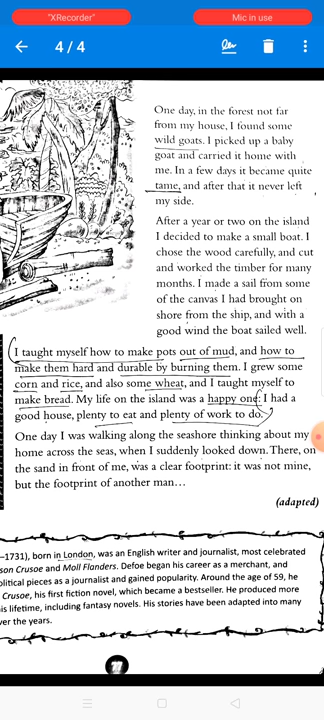 "XRecorder"
Mic in use
4 / 4
One day, in the forest not far
from my house, I found some
wild goats. I picked up a baby
goat and carried it home with
me. In a few days it became quite
tame, and after that it never left
my side.
After a year or two on the island
I decided to make a small boat. I
chose the wood carefully, and cut
and worked the timber for many
months. I made a sail from some
of the canvas I had brought on
shore from the ship, and with a
good wind the boat sailed well.
I taught myself how to make pots out of mud, and how to
make them hard and durable by burning them. I grew some
corn and rice, and also some wheat, and I taught myself to
make bread. My life on the island was a happy one: I had a
good house, plenty to eat and plenty of work to do.
One day I was walking along the seashore thinking about my
home across the seas, when I suddenly looked down. There, on
the sand in front of me, was a clear footprint: it was not mine,
but the footprint of another man...
(adapted)
–1731), born in London, was an English writer and journalist, most celebrated
son Crusoe and Moll Flanders. Defoe began his career as a merchant, and
olitical pieces as a journalist and gained popularity. Around the age of 59, he
Crusoe, his first fiction novel, which became a bestseller. He produced more
is lifetime, including fantasy novels. His stories have been adapted into many
ver the years.